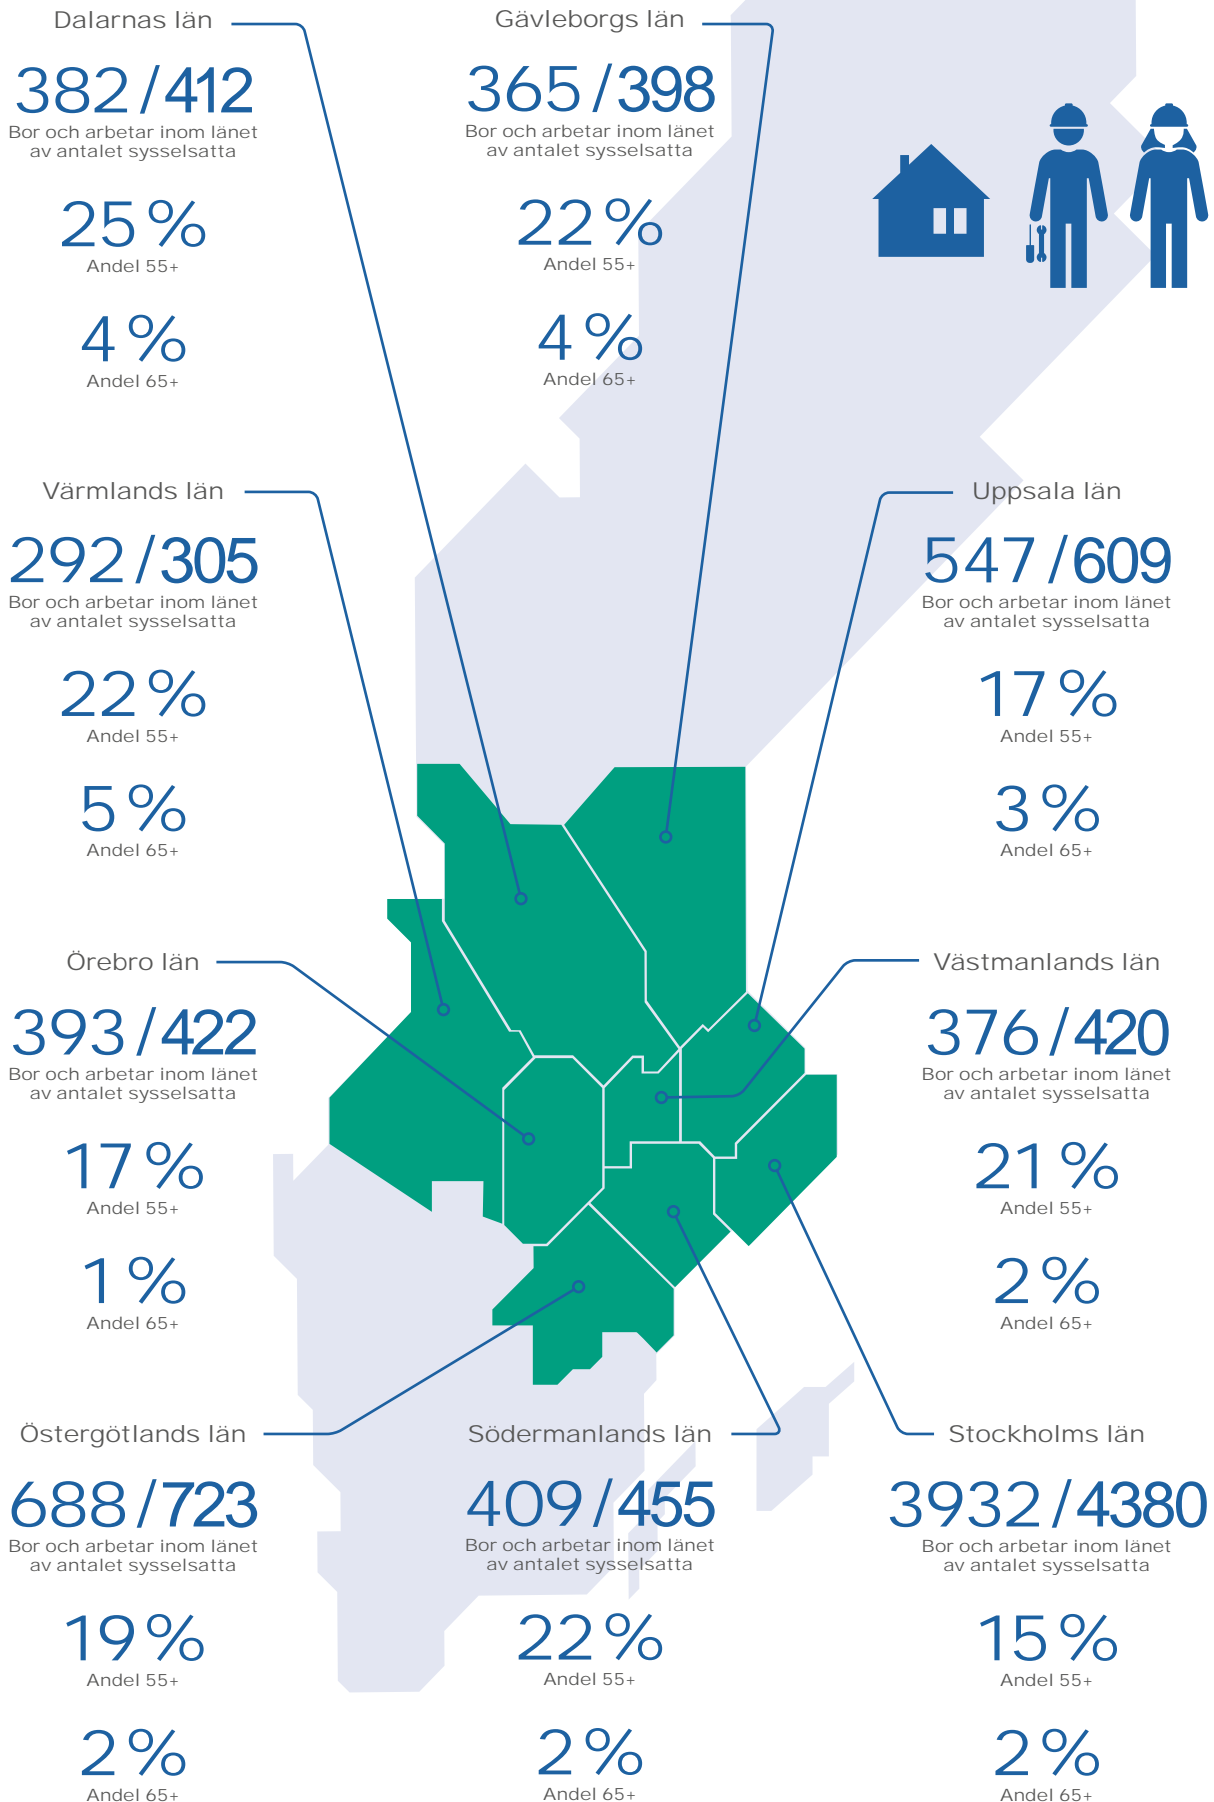 Dalarnas län
382/412
Bor och arbetar inom länet
av antalet sysselsatta
25%
Andel 55+
4%
Andel 65+
Gävleborgs län
365/398
Bor och arbetar inom länet
av antalet sysselsatta
22%
Andel 55+
4%
Andel 65+
Värmlands län
292/305
Bor och arbetar inom länet
av antalet sysselsatta
22%
Andel 55+
5%
Andel 65+
Uppsala län
547/609
Bor och arbetar inom länet
av antalet sysselsatta
17%
Andel 55+
3%
Andel 65+
Örebro län
393/422
Bor och arbetar inom länet
av antalet sysselsatta
17%
Andel 55+
1%
Andel 65+
Västmanlands län
376/420
Bor och arbetar inom länet
av antalet sysselsatta
21%
Andel 55+
2%
Andel 65+
Östergötlands län
688/723
Bor och arbetar inom länet
av antalet sysselsatta
19%
Andel 55+
2%
Andel 65+
Södermanlands län
409/455
Bor och arbetar inom länet
av antalet sysselsatta
22%
Andel 55+
2%
Andel 65+
Stockholms län
3932/4380
Bor och arbetar inom länet
av antalet sysselsatta
15%
Andel 55+
2%
Andel 65+